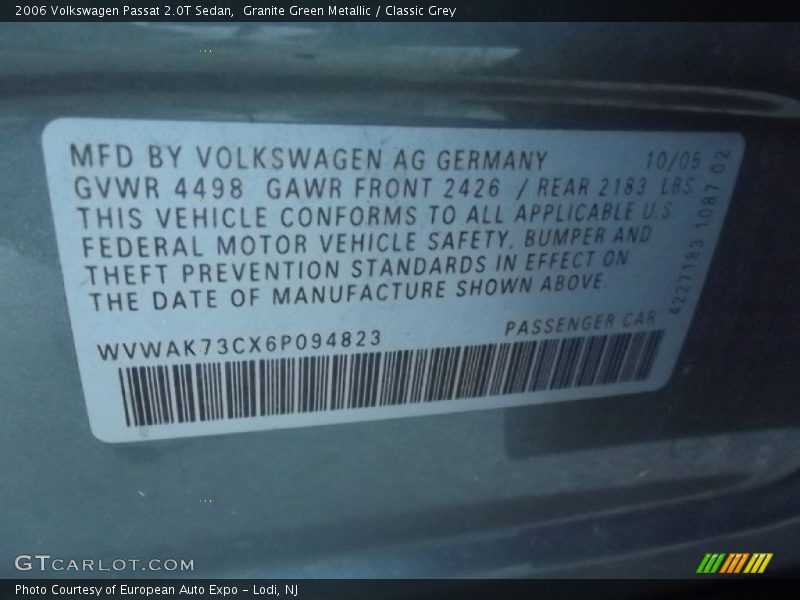 2006 Volkswagen Passat 2.0T Sedan, Granite Green Metallic / Classic Grey
MFD BY VOLKSWAGEN AG GERMANY 10/05
GVWR 4498 GAWR FRONT 2426 / REAR 2183 LBS
THIS VEHICLE CONFORMS TO ALL APPLICABLE U.S.
FEDERAL MOTOR VEHICLE SAFETY, BUMPER AND
THEFT PREVENTION STANDARDS IN EFFECT ON
THE DATE OF MANUFACTURE SHOWN ABOVE.
4227183 1087 02
WVWAK73CX6P094823 PASSENGER CAR
GTCARLOT.COM
Photo Courtesy of European Auto Expo - Lodi, NJ